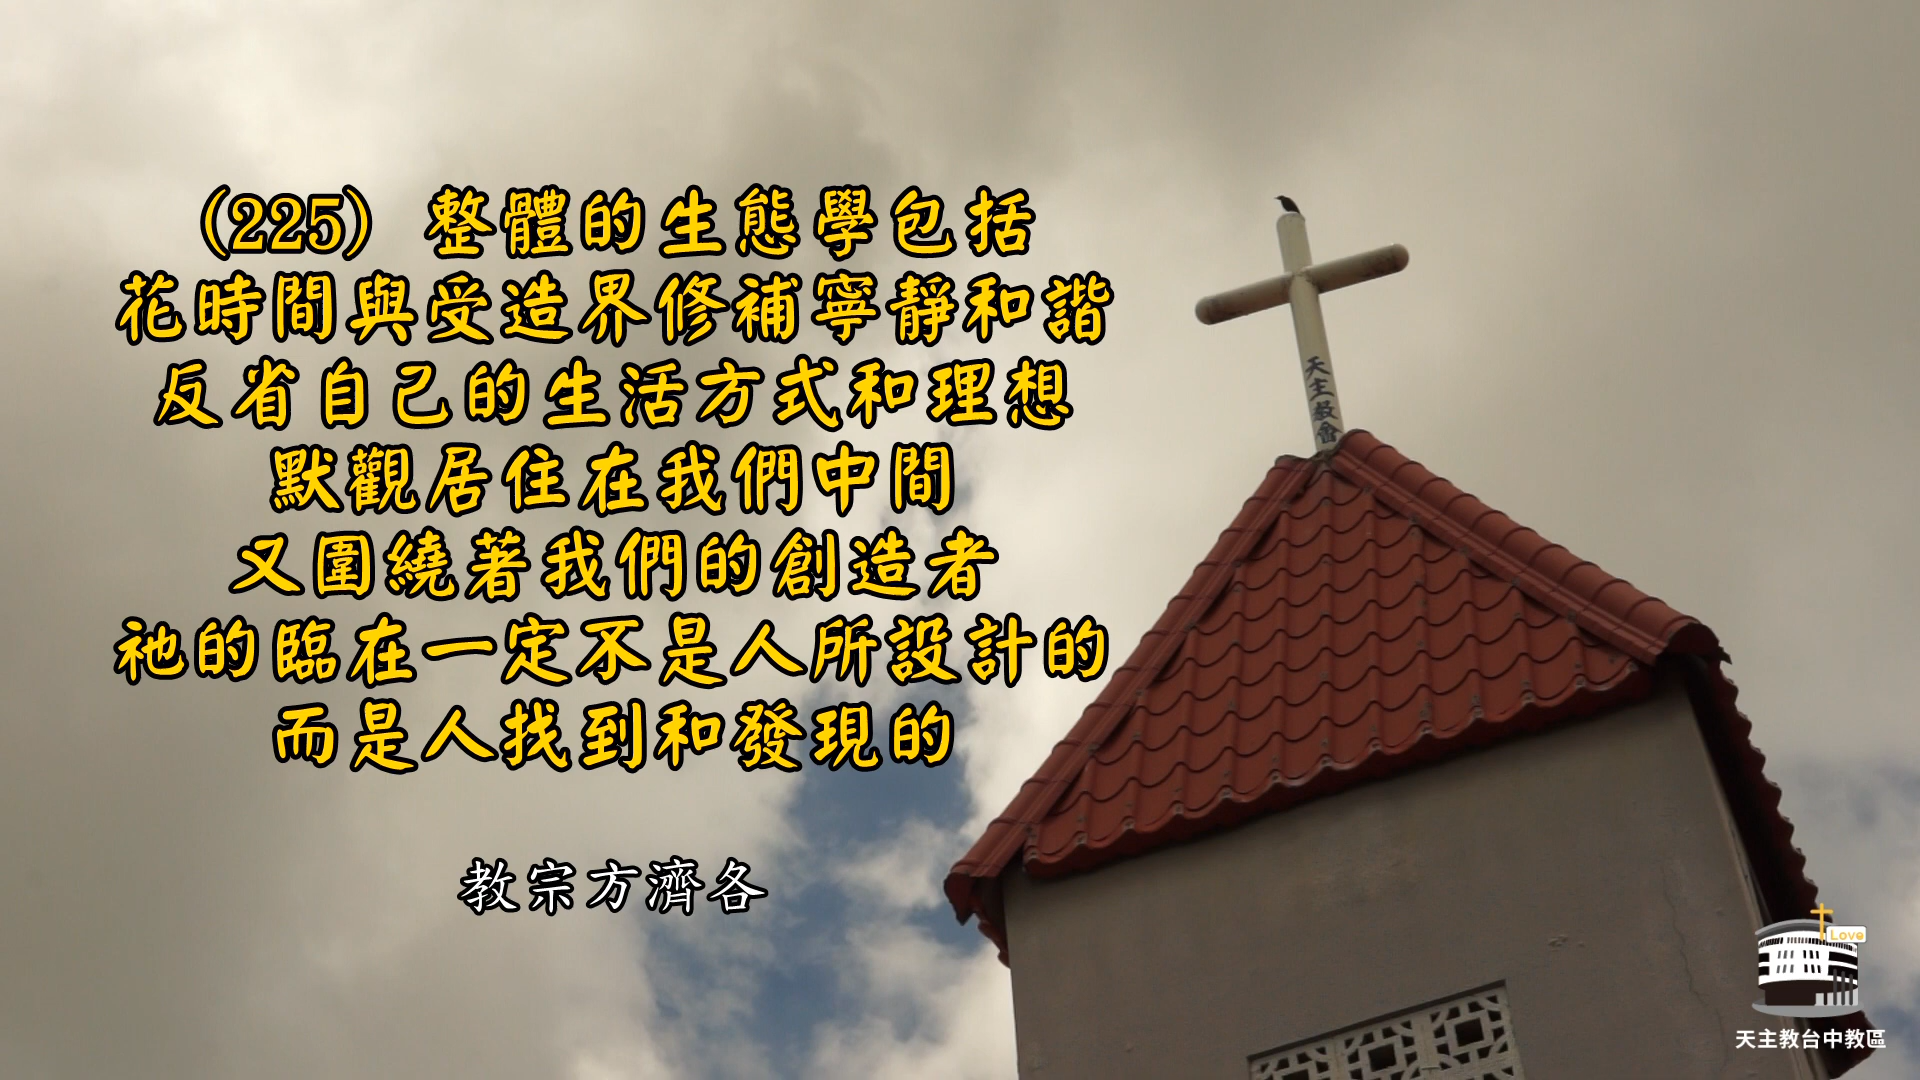 (225) 整體的生態學包括
花時間與受造界修補寧靜和諧
反省自己的生活方式和理想
默觀居住在我們中間
又圍繞著我們的創造者
祂的臨在一定不是人所設計的
而是人找到和發現的
教宗方濟各
天主教會
Love
天主教台中教區